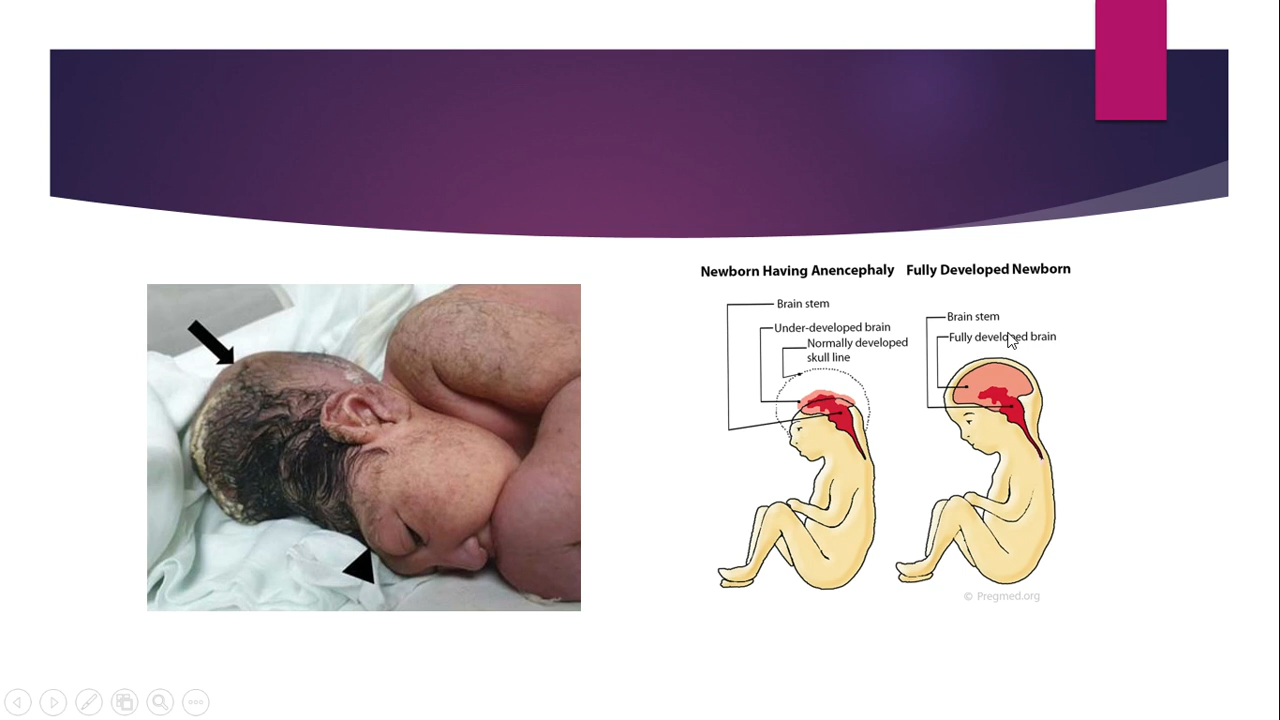 Newborn Having Anencephaly
Fully Developed Newborn
Brain stem
Under-developed brain
Normally developed
skull line
Brain stem
Fully developed brain
© Pregmed.org